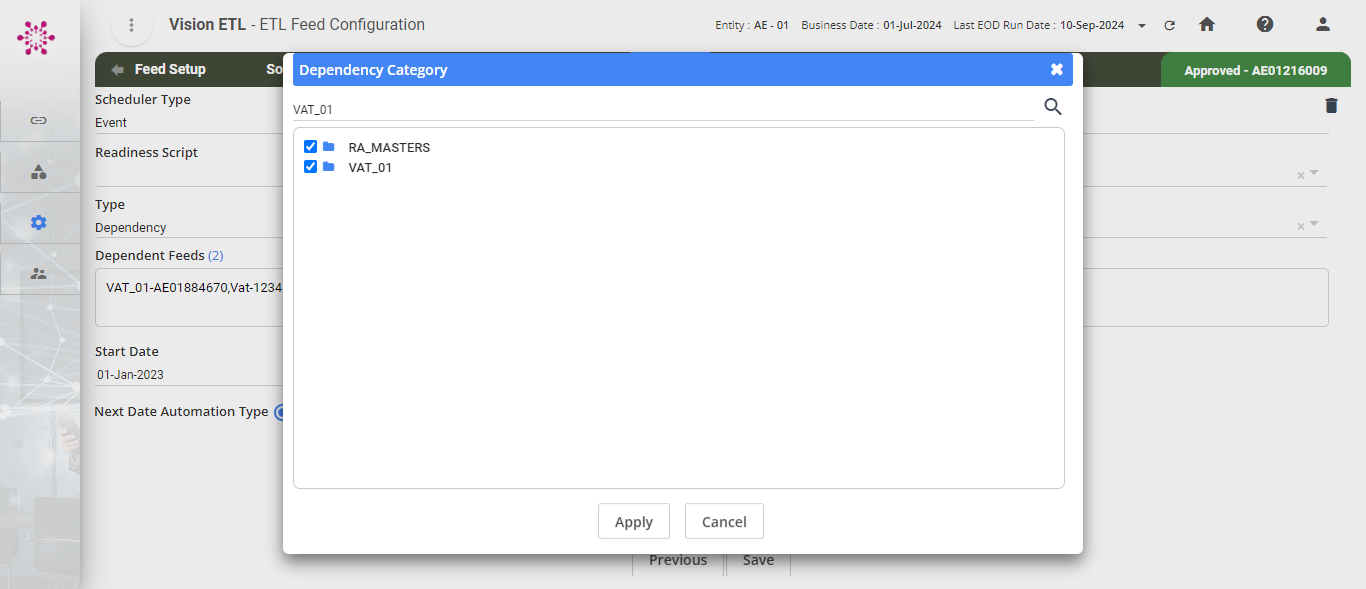 Vision ETL - ETL Feed Configuration
Entity : AE - 01 Business Date : 01-Jul-2024 Last EOD Run Date : 10-Sep-2024
Feed Setup
So
Approved - AE01216009
Dependency Category
VAT_01
RA_MASTERS
VAT_01
Apply
Cancel
Scheduler Type
Event
Readiness Script
Type
Dependency
Dependent Feeds (2)
VAT_01-AE01884670,Vat-1234
Start Date
01-Jan-2023
Next Date Automation Type
Previous
Save